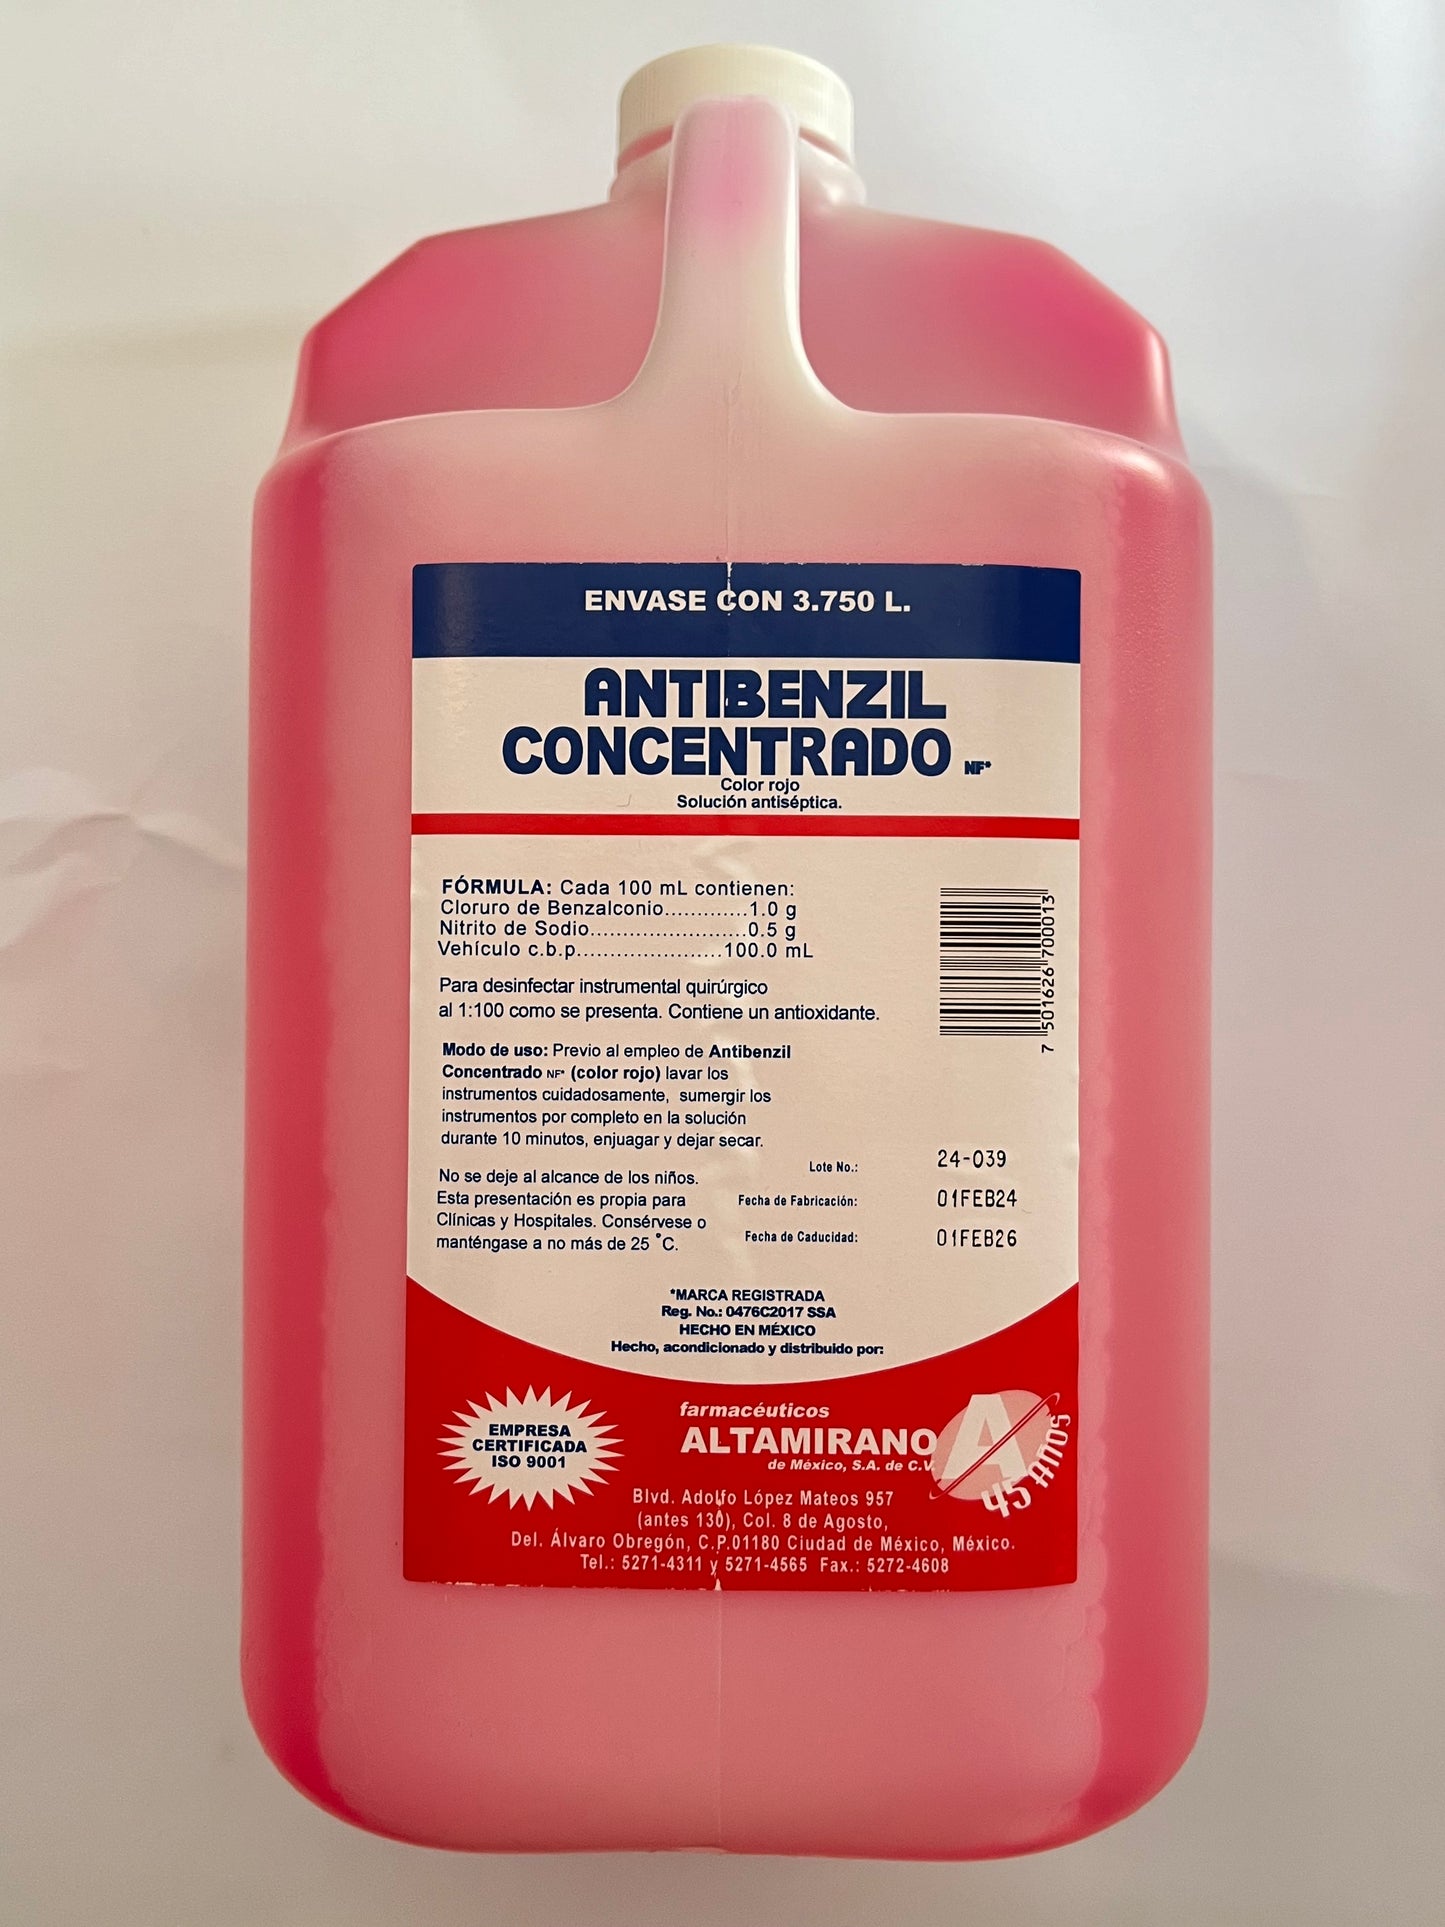 ENVASE CON 3.750 L.
ANTIBENZIL
CONCENTRADO NF*
Color rojo
Solución antiséptica.
FÓRMULA: Cada 100 mL contienen:
Cloruro de Benzalconio.............1.0 g
Nitrito de Sodio........................0.5 g
Vehículo c.b.p......................100.0 mL
Para desinfectar instrumental quirúrgico
al 1:100 como se presenta. Contiene un antioxidante.
7 501626 700013
Modo de uso: Previo al empleo de Antibenzil
Concentrado NF* (color rojo) lavar los
instrumentos cuidadosamente, sumergir los
instrumentos por completo en la solución
durante 10 minutos, enjuagar y dejar secar.
No se deje al alcance de los niños.
Esta presentación es propia para
Clínicas y Hospitales. Consérvese o
manténgase a no más de 25 °C.
Lote No.: 24-039
Fecha de Fabricación: 01FEB24
Fecha de Caducidad: 01FEB26
*MARCA REGISTRADA
Reg. No.: 0476C2017 SSA
HECHO EN MÉXICO
Hecho, acondicionado y distribuido por:
EMPRESA
CERTIFICADA
ISO 9001
farmacéuticos
ALTAMIRANO
de México, S.A. de C.V.
A
45 AÑOS
Blvd. Adolfo López Mateos 957
(antes 130), Col. 8 de Agosto,
Del. Álvaro Obregón, C.P.01180 Ciudad de México, México.
Tel.: 5271-4311 y 5271-4565 Fax.: 5272-4608